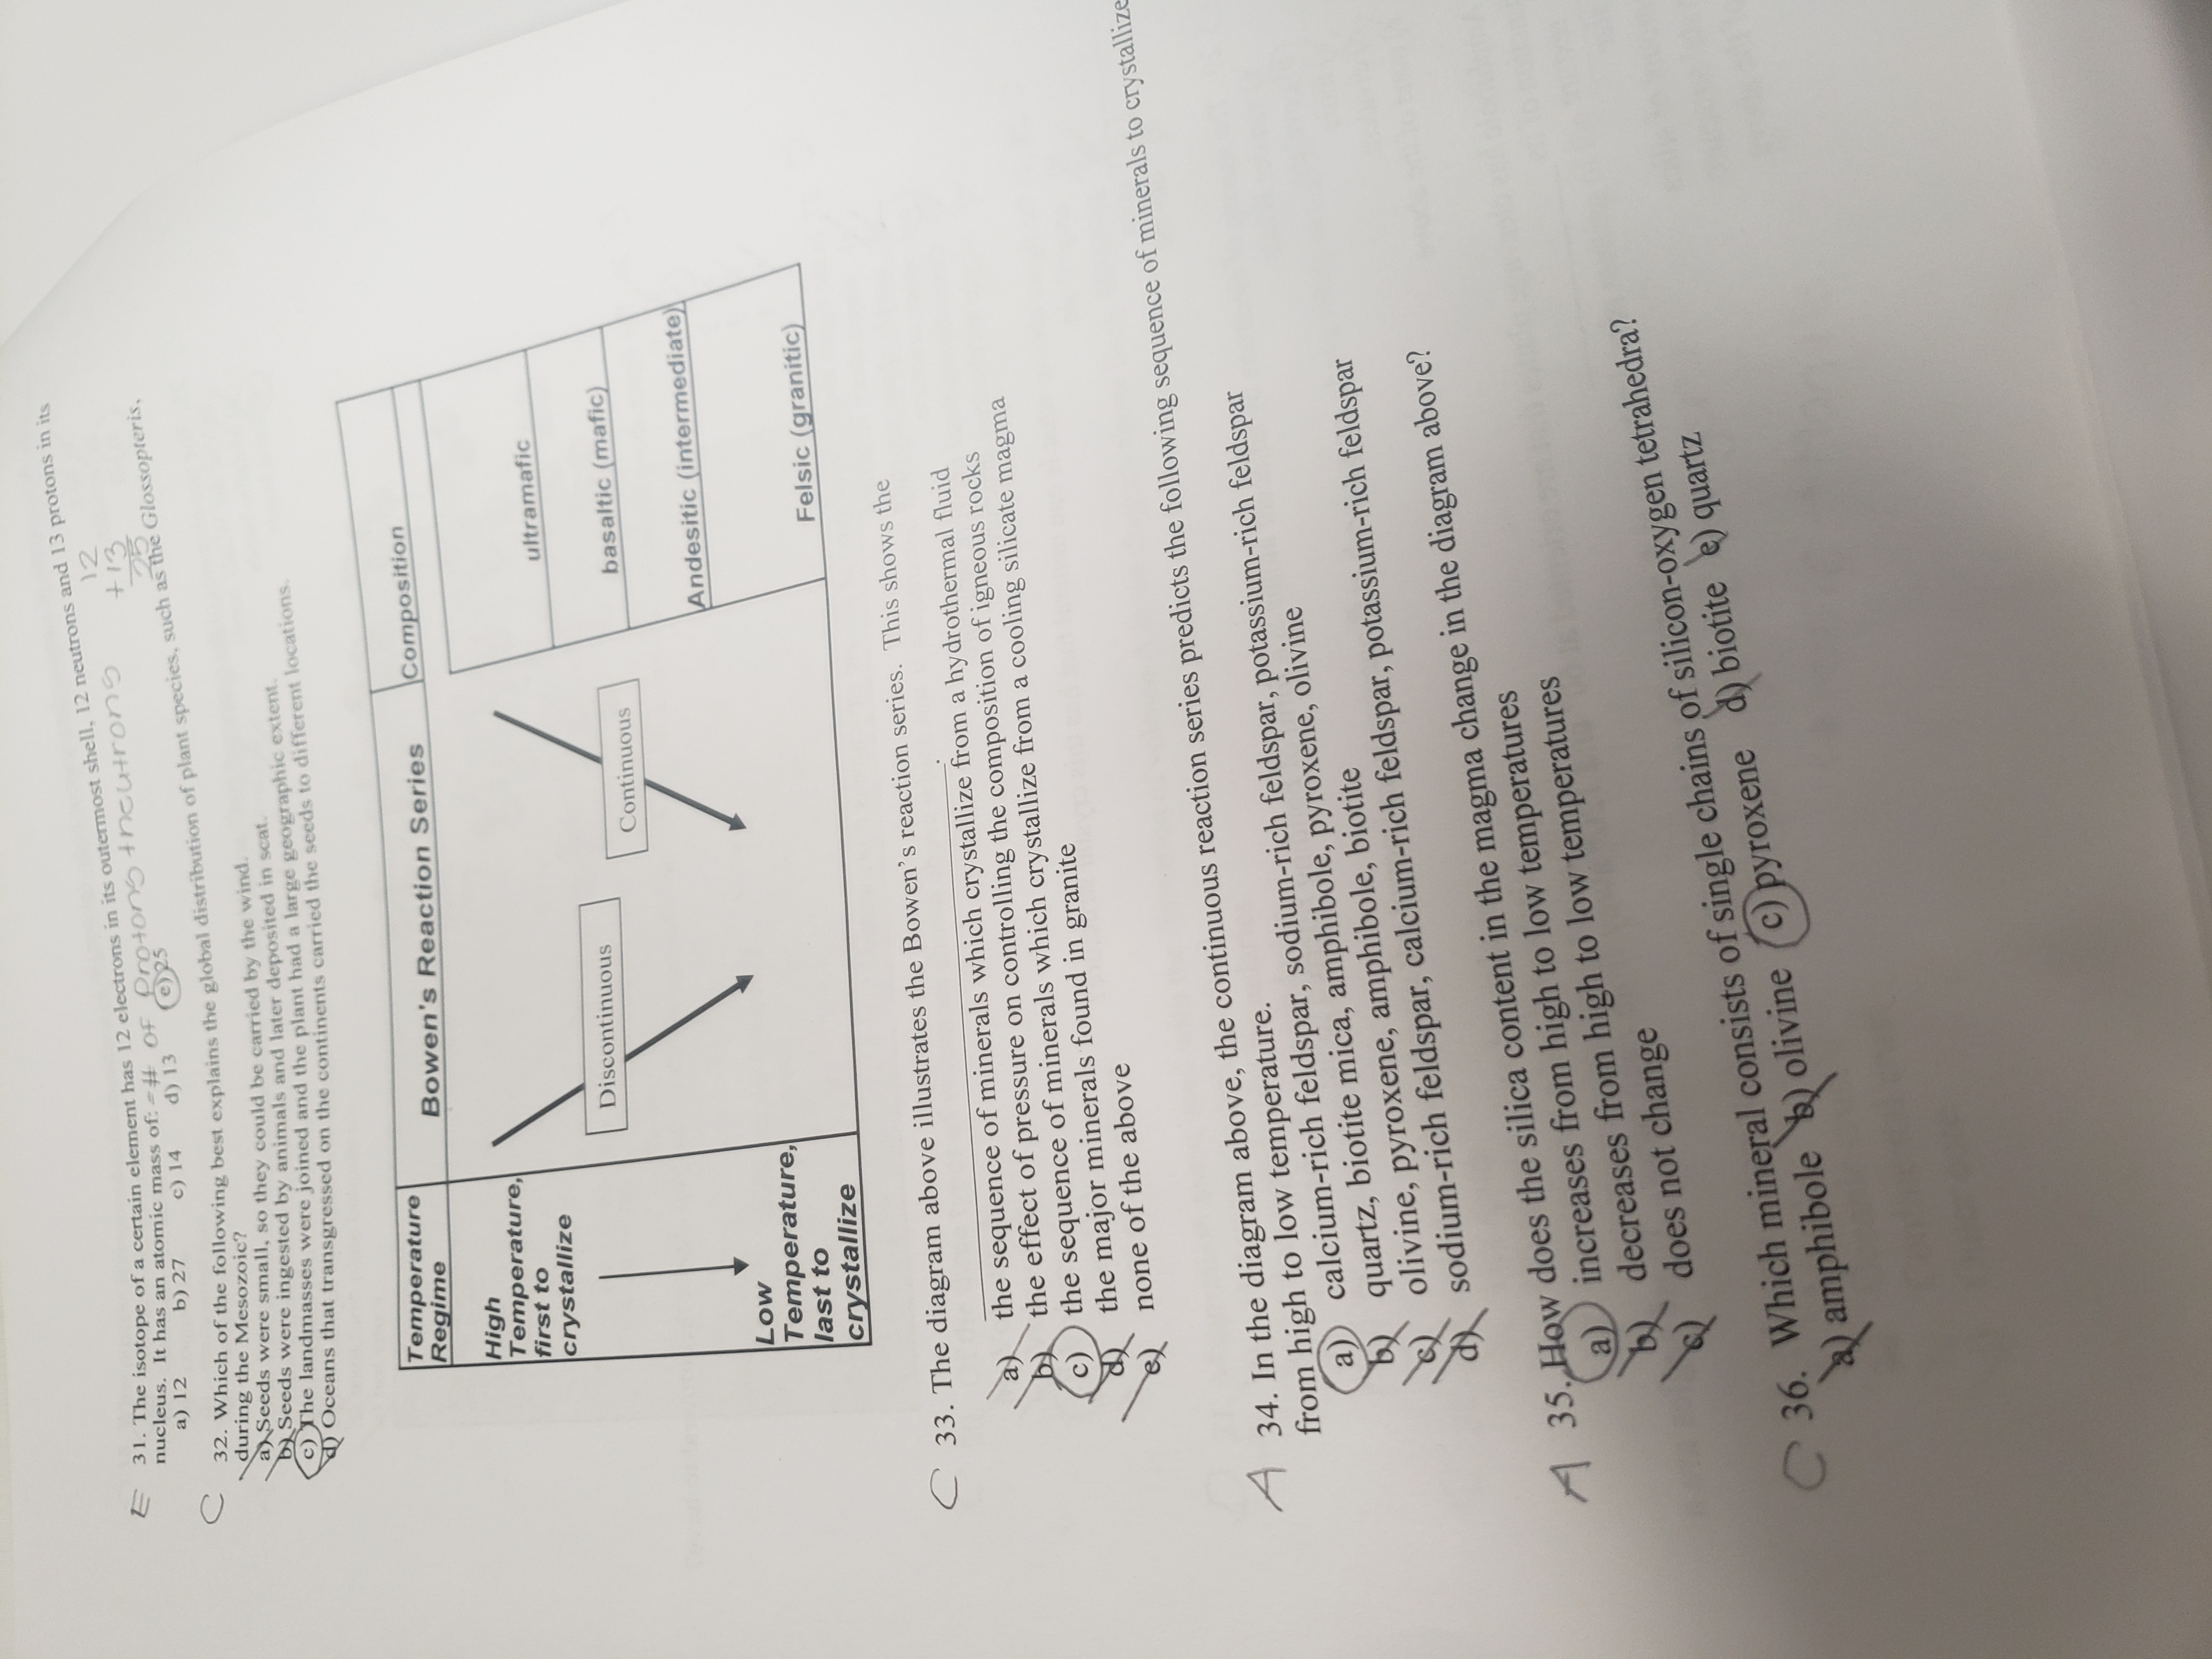 E 31. The isotope of a certain element has 12 electrons in its outermost shell, 12 neutrons and 13 protons in its
nucleus. It has an atomic mass of: = # of Protons + neutrons
12
+13
25
a) 12 b) 27 c) 14 d) 13 e) 25
C 32. Which of the following best explains the global distribution of plant species, such as the Glossopteris,
during the Mesozoic?
a) Seeds were small, so they could be carried by the wind.
b) Seeds were ingested by animals and later deposited in scat.
c) The landmasses were joined and the plant had a large geographic extent.
d) Oceans that transgressed on the continents carried the seeds to different locations.
Temperature
Regime
Bowen's Reaction Series
Composition
High
Temperature,
first to
crystallize
Discontinuous
Continuous
ultramafic
basaltic (mafic)
Andesitic (intermediate)
Low
Temperature,
last to
crystallize
Felsic (granitic)
C 33. The diagram above illustrates the Bowen's reaction series. This shows the
.
a) the sequence of minerals which crystallize from a hydrothermal fluid
b) the effect of pressure on controlling the composition of igneous rocks
c) the sequence of minerals which crystallize from a cooling silicate magma
d) the major minerals found in granite
e) none of the above
A 34. In the diagram above, the continuous reaction series predicts the following sequence of minerals to crystallize
from high to low temperature.
a) calcium-rich feldspar, sodium-rich feldspar, potassium-rich feldspar
b) quartz, biotite mica, amphibole, pyroxene, olivine
c) olivine, pyroxene, amphibole, biotite
d) sodium-rich feldspar, calcium-rich feldspar, potassium-rich feldspar
A 35. How does the silica content in the magma change in the diagram above?
a) increases from high to low temperatures
b) decreases from high to low temperatures
c) does not change
C 36. Which mineral consists of single chains of silicon-oxygen tetrahedra?
a) amphibole b) olivine c) pyroxene d) biotite e) quartz